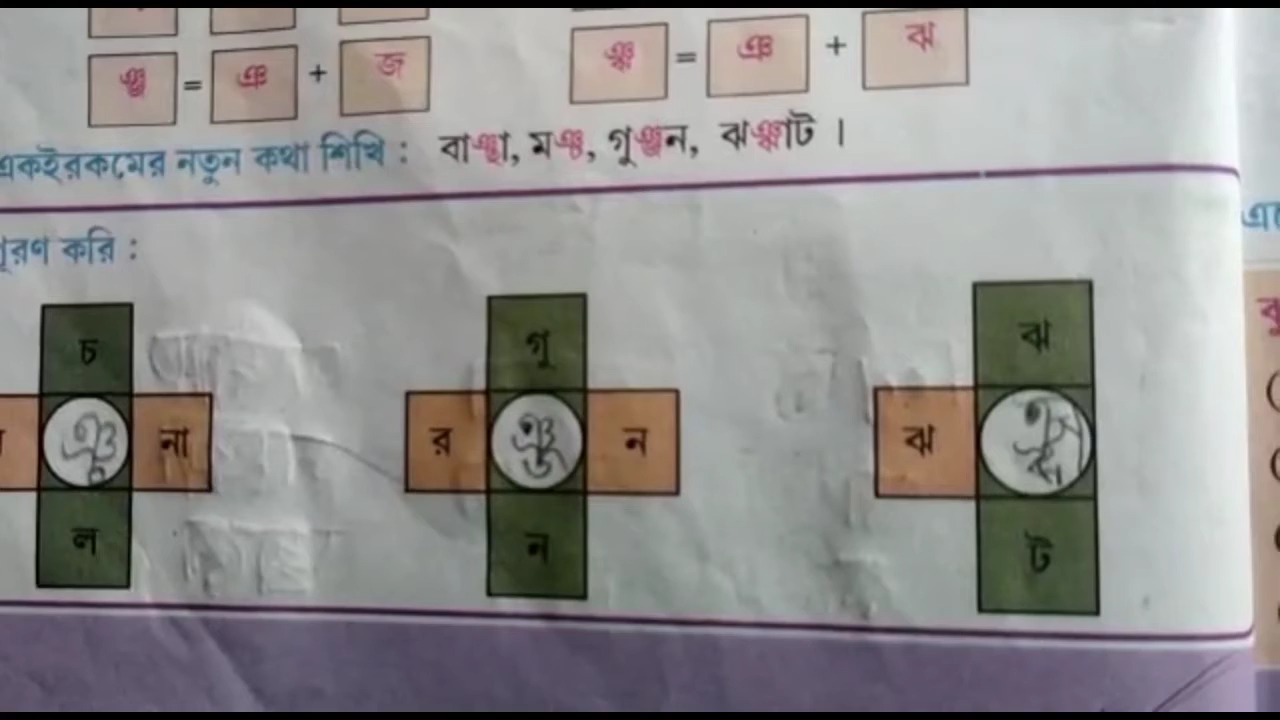 ঞ্জ = ঞ + জ ঞ্ঝ = ঞ + ঝ
একইরকমের নতুন কথা শিখি : বাঞ্ছা, মঞ্চ, গুঞ্জন, ঝঞ্ঝাট ।
পূরণ করি :
চ গু ঝ
ঞ্চ না র ঞ্জ ন ঝ ঞ্ঝা
ল ন ট